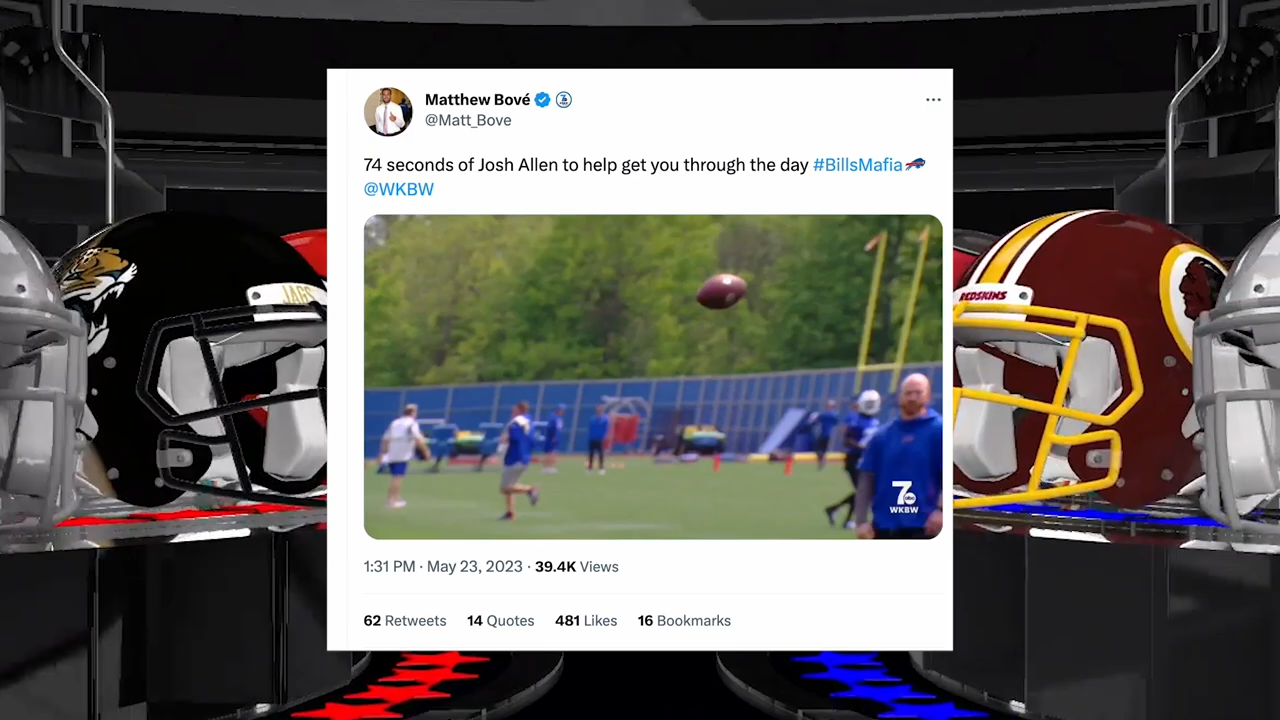 Matthew Bové
@Matt_Bove
74 seconds of Josh Allen to help get you through the day #BillsMafia
@WKBW
JAGS
REDSKINS
7 abc
WKBW
1:31 PM · May 23, 2023 · 39.4K Views
62 Retweets 14 Quotes 481 Likes 16 Bookmarks